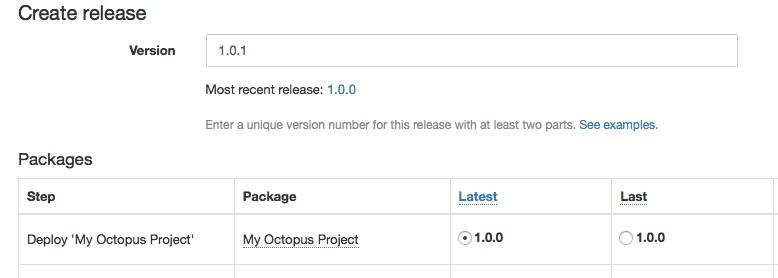 Create release
Version 1.0.1
Most recent release: 1.0.0
Enter a unique version number for this release with at least two parts. See examples.
Packages
Step Package Latest Last
Deploy 'My Octopus Project' My Octopus Project 1.0.0 1.0.0